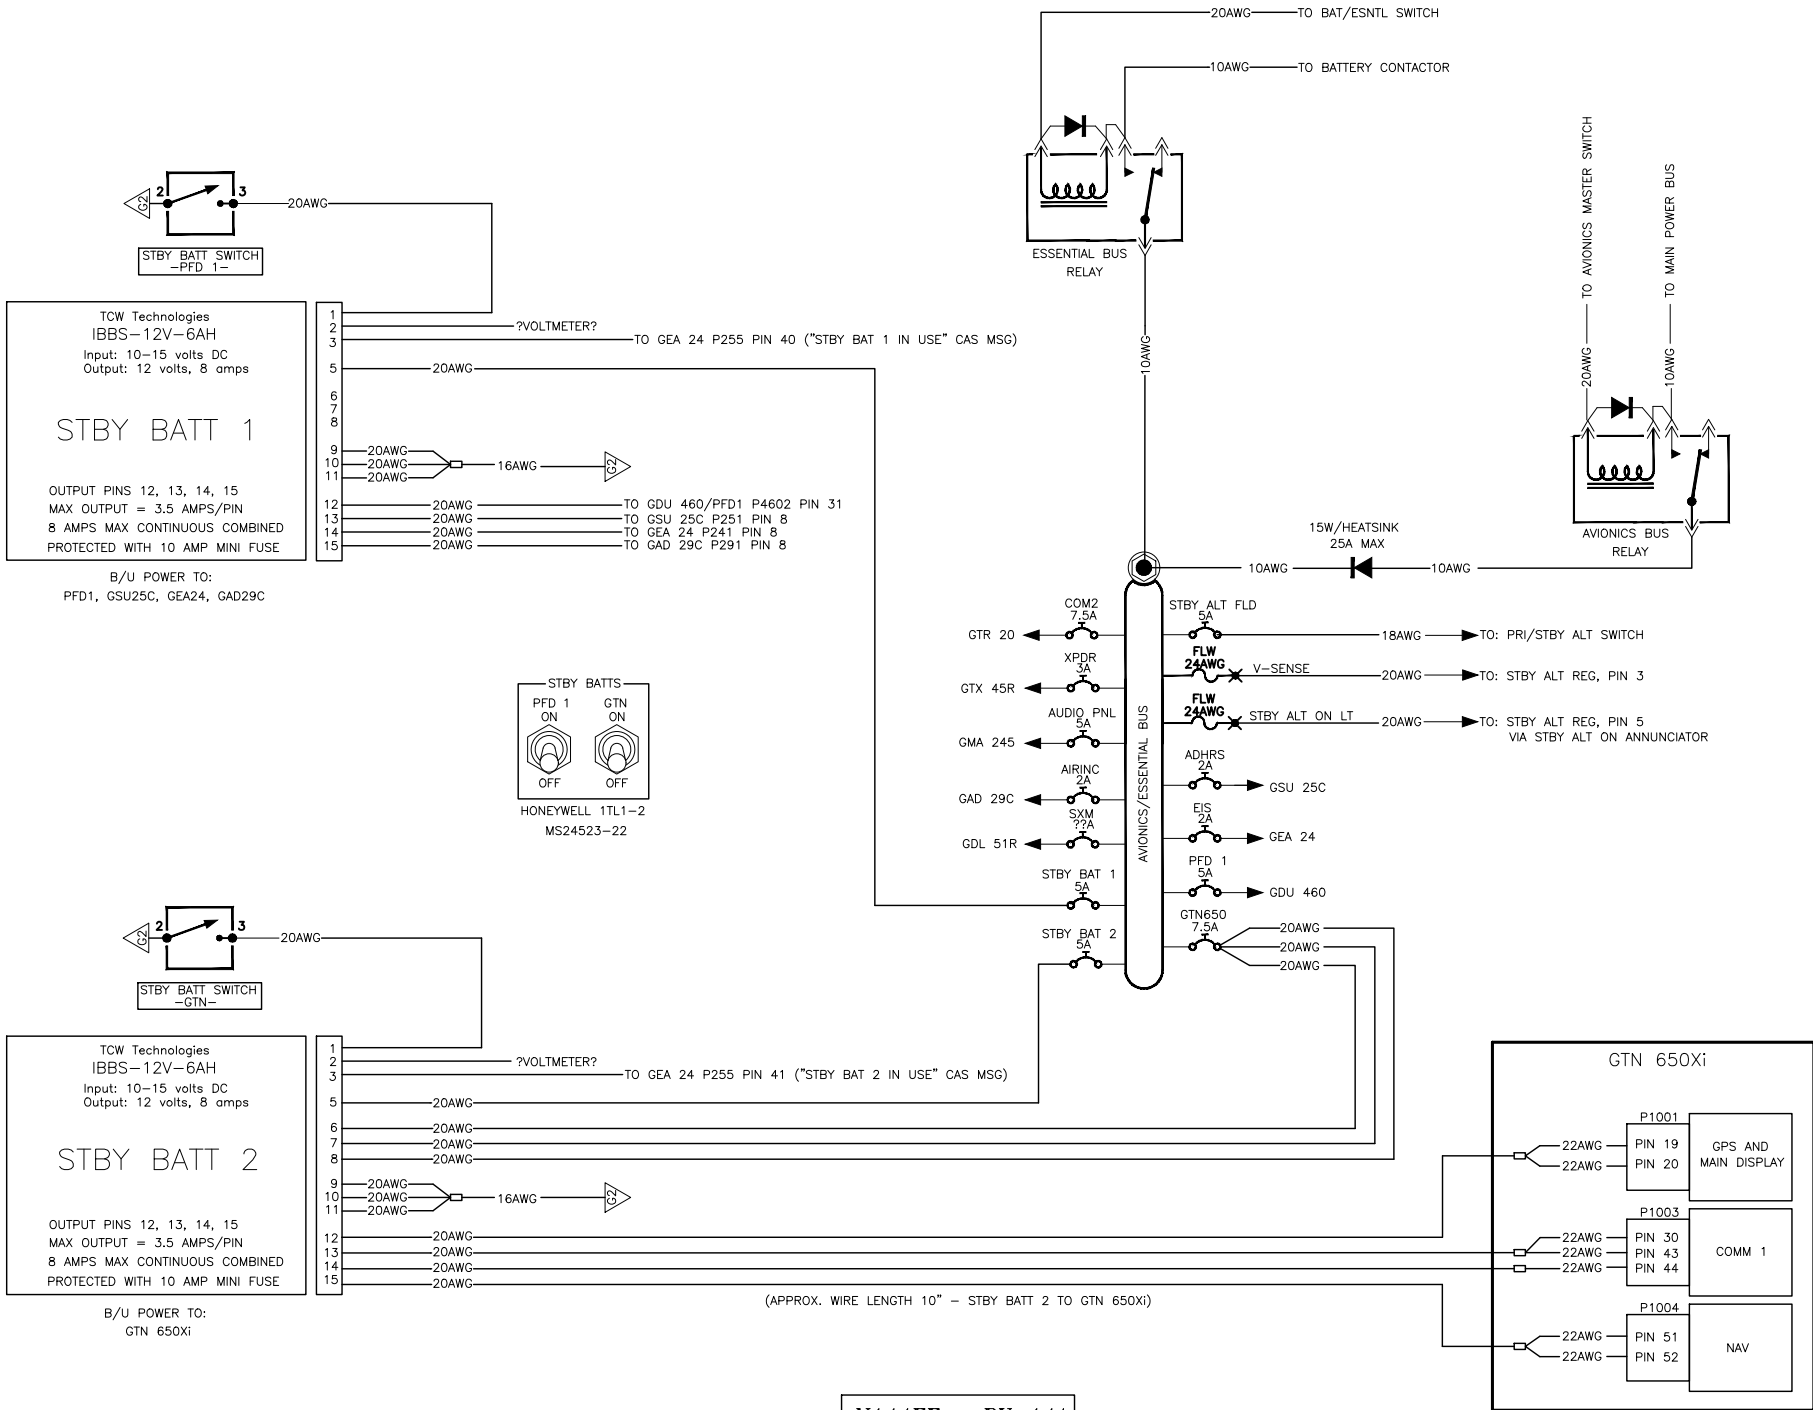 20AWG TO BAT/ESNTL SWITCH
10AWG TO BATTERY CONTACTOR
ESSENTIAL BUS
RELAY
10AWG
TO AVIONICS MASTER SWITCH
20AWG
TO MAIN POWER BUS
10AWG
AVIONICS BUS
RELAY
15W/HEATSINK
25A MAX
10AWG 10AWG
G2 2 3 20AWG
STBY BATT SWITCH
-PFD 1-
TCW Technologies
IBBS-12V-6AH
Input: 10-15 volts DC
Output: 12 volts, 8 amps
STBY BATT 1
OUTPUT PINS 12, 13, 14, 15
MAX OUTPUT = 3.5 AMPS/PIN
8 AMPS MAX CONTINUOUS COMBINED
PROTECTED WITH 10 AMP MINI FUSE
B/U POWER TO:
PFD1, GSU25C, GEA24, GAD29C
1
2 ?VOLTMETER?
3 TO GEA 24 P255 PIN 40 ("STBY BAT 1 IN USE" CAS MSG)
5 20AWG
6
7
8
9 20AWG
10 20AWG 16AWG G2
11 20AWG
12 20AWG TO GDU 460/PFD1 P4602 PIN 31
13 20AWG TO GSU 25C P251 PIN 8
14 20AWG TO GEA 24 P241 PIN 8
15 20AWG TO GAD 29C P291 PIN 8
STBY BATTS
PFD 1 GTN
ON ON
OFF OFF
HONEYWELL 1TL1-2
MS24523-22
AVIONICS/ESSENTIAL BUS
COM2
7.5A
GTR 20
XPDR
3A
GTX 45R
AUDIO PNL
5A
GMA 245
AIRINC
2A
GAD 29C
SXM
??A
GDL 51R
STBY BAT 1
5A
STBY BAT 2
5A
STBY ALT FLD
5A
18AWG TO: PRI/STBY ALT SWITCH
FLW
24AWG
V-SENSE 20AWG TO: STBY ALT REG, PIN 3
FLW
24AWG
STBY ALT ON LT 20AWG TO: STBY ALT REG, PIN 5
VIA STBY ALT ON ANNUNCIATOR
ADHRS
2A
GSU 25C
EIS
2A
GEA 24
PFD 1
5A
GDU 460
GTN650
7.5A
20AWG
20AWG
20AWG
G2 2 3 20AWG
STBY BATT SWITCH
-GTN-
TCW Technologies
IBBS-12V-6AH
Input: 10-15 volts DC
Output: 12 volts, 8 amps
STBY BATT 2
OUTPUT PINS 12, 13, 14, 15
MAX OUTPUT = 3.5 AMPS/PIN
8 AMPS MAX CONTINUOUS COMBINED
PROTECTED WITH 10 AMP MINI FUSE
B/U POWER TO:
GTN 650Xi
1
2 ?VOLTMETER?
3 TO GEA 24 P255 PIN 41 ("STBY BAT 2 IN USE" CAS MSG)
5 20AWG
6 20AWG
7 20AWG
8 20AWG
9 20AWG
10 20AWG 16AWG G2
11 20AWG
12 20AWG
13 20AWG
14 20AWG
15 20AWG
(APPROX. WIRE LENGTH 10" - STBY BATT 2 TO GTN 650Xi)
GTN 650Xi
P1001
22AWG PIN 19
22AWG PIN 20
GPS AND
MAIN DISPLAY
P1003
22AWG PIN 30
22AWG PIN 43
22AWG PIN 44
COMM 1
P1004
22AWG PIN 51
22AWG PIN 52
NAV